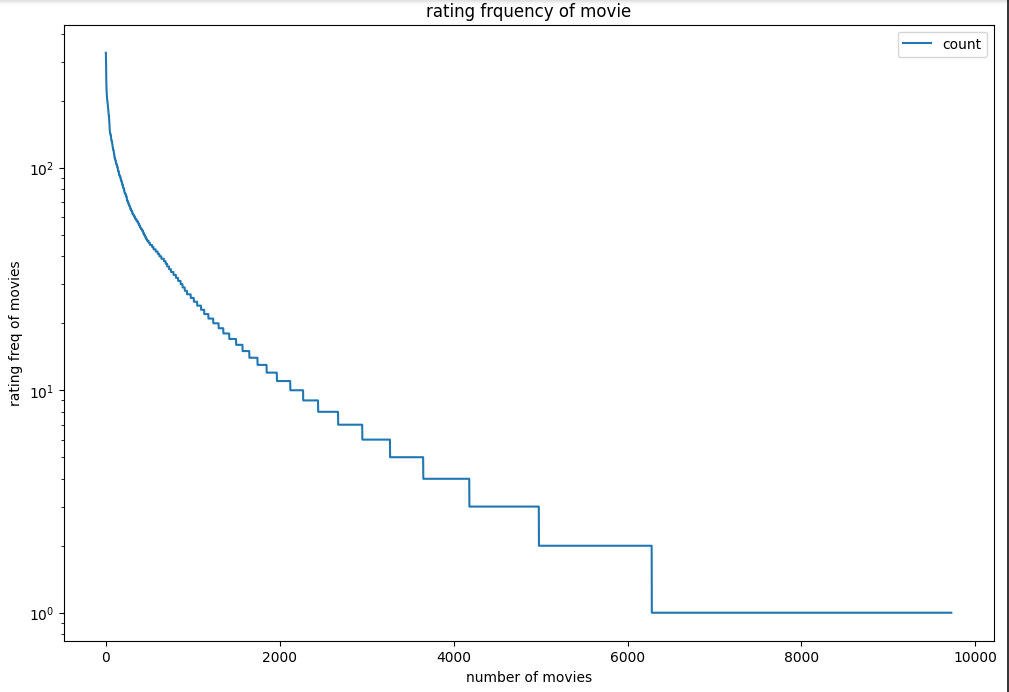 rating frquency of movie
count
rating freq of movies
10²
10¹
10⁰
0 2000 4000 6000 8000 10000
number of movies